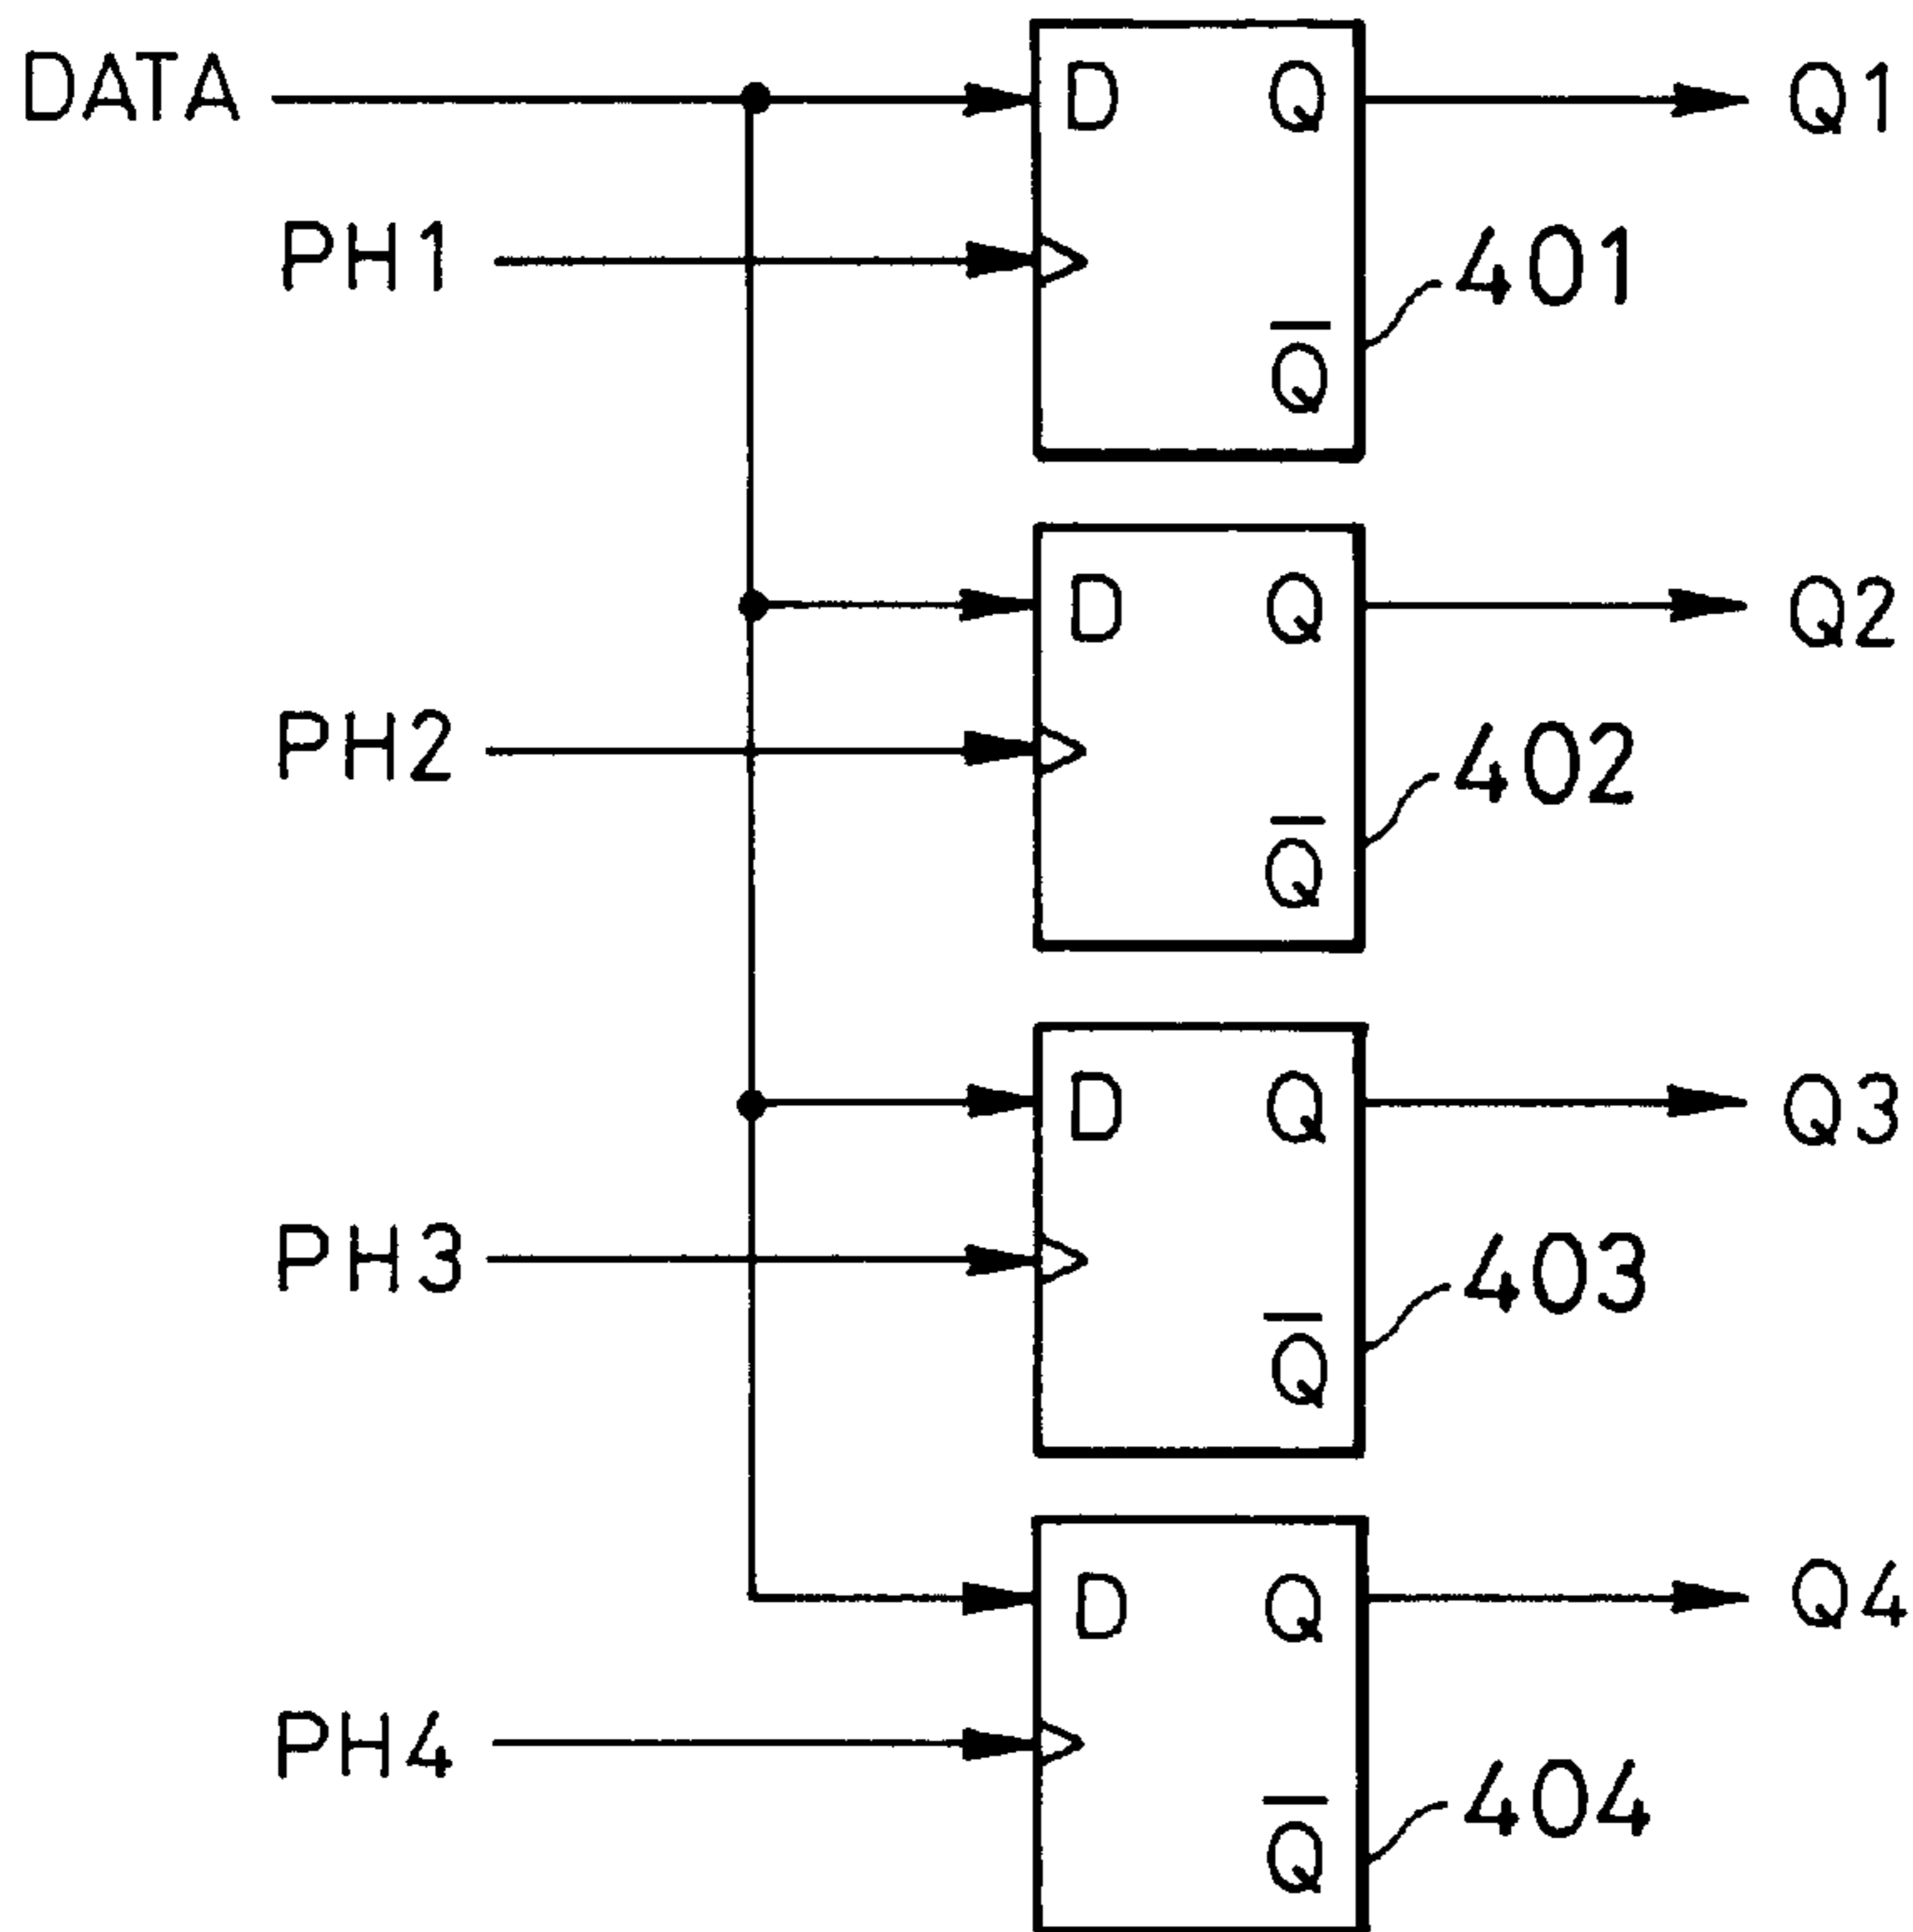 DATA D Q Q1
PH1 401
Q̅
D Q Q2
PH2 402
Q̅
D Q Q3
PH3 403
Q̅
D Q Q4
PH4 404
Q̅